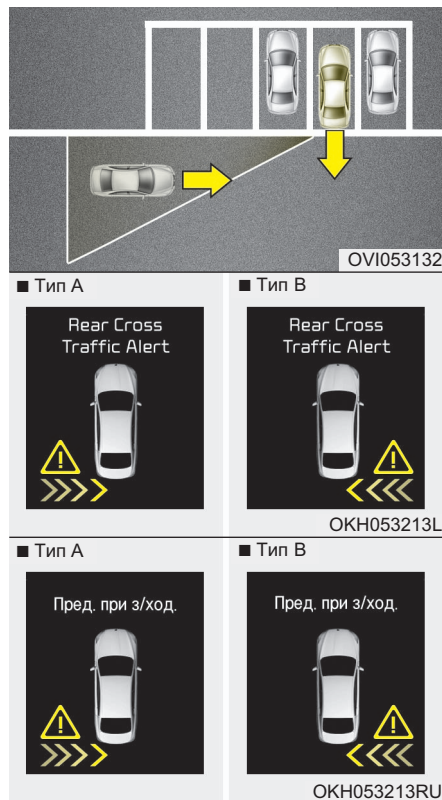 OVI053132
■ Тип А
■ Тип В
Rear Cross
Traffic Alert
Rear Cross
Traffic Alert
OKH053213L
■ Тип А
■ Тип В
Пред. при з/ход.
Пред. при з/ход.
OKH053213RU